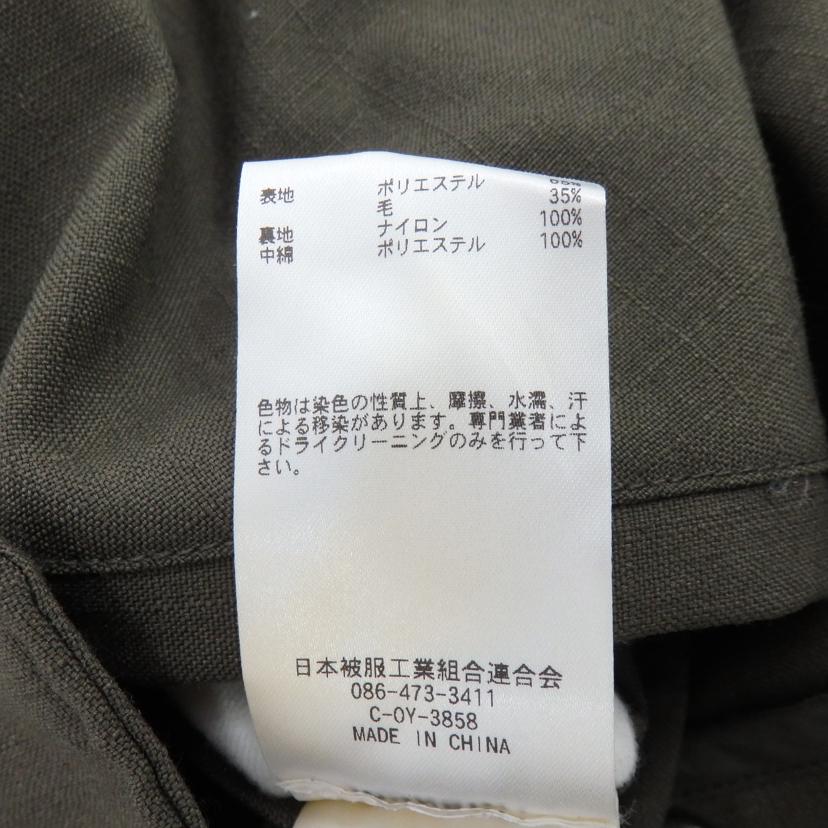 表地 ポリエステル 65%
毛 35%
裏地 ナイロン 100%
中綿 ポリエステル 100%
色物は染色の性質上、摩擦、水濡、汗
による移染があります。専門業者によ
るドライクリーニングのみを行って下
さい。
日本被服工業組合連合会
086-473-3411
C-OY-3858
MADE IN CHINA